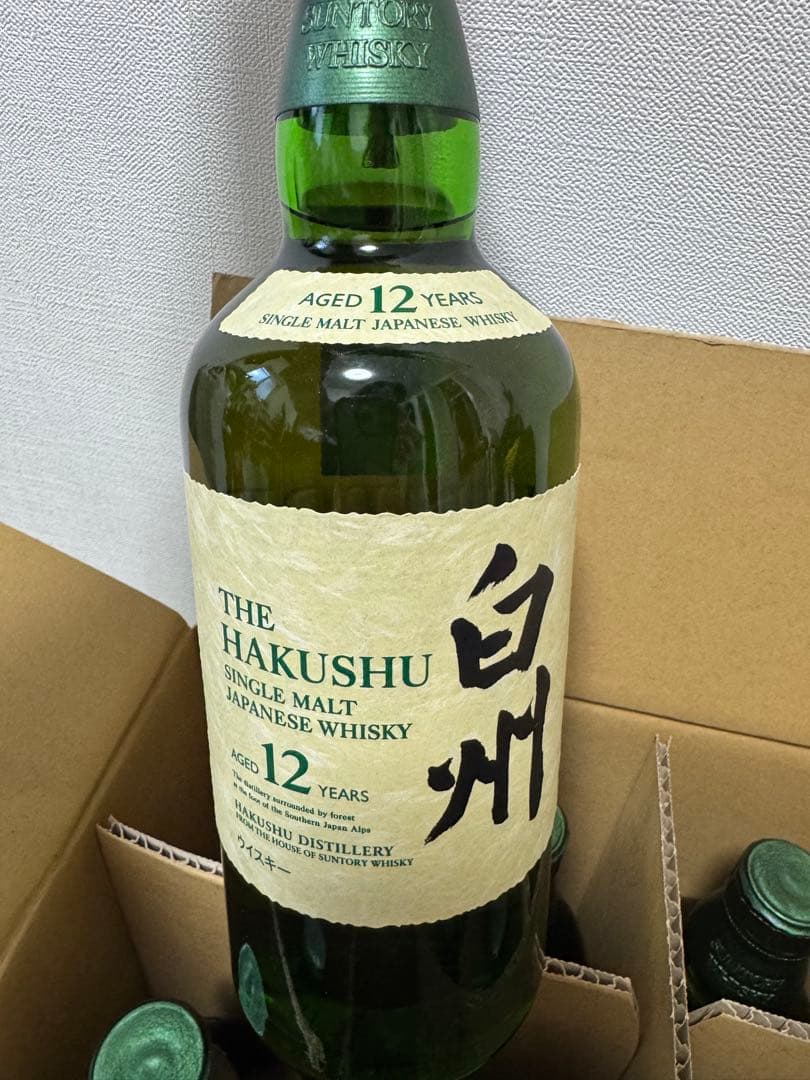 SUNTORY
WHISKY
AGED 12 YEARS
SINGLE MALT JAPANESE WHISKY
THE
HAKUSHU
SINGLE MALT
JAPANESE WHISKY
白州
AGED 12 YEARS
The distillery surrounded by forest
at the foot of the Southern Japan Alps
HAKUSHU DISTILLERY
FROM THE HOUSE OF SUNTORY WHISKY
ウイスキー